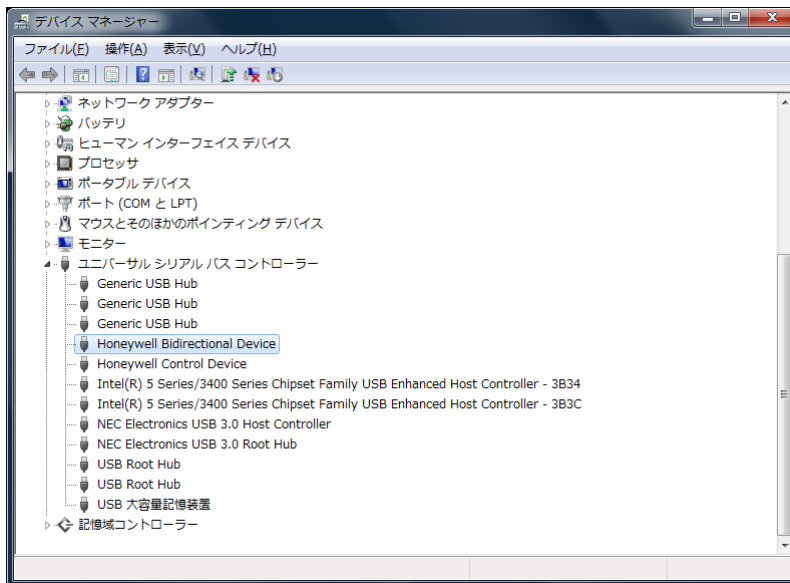 デバイス マネージャー
ファイル(F) 操作(A) 表示(V) ヘルプ(H)
ネットワーク アダプター
バッテリ
ヒューマン インターフェイス デバイス
プロセッサ
ポータブル デバイス
ポート (COM と LPT)
マウスとそのほかのポインティング デバイス
モニター
ユニバーサル シリアル バス コントローラー
Generic USB Hub
Generic USB Hub
Generic USB Hub
Honeywell Bidirectional Device
Honeywell Control Device
Intel(R) 5 Series/3400 Series Chipset Family USB Enhanced Host Controller - 3B34
Intel(R) 5 Series/3400 Series Chipset Family USB Enhanced Host Controller - 3B3C
NEC Electronics USB 3.0 Host Controller
NEC Electronics USB 3.0 Root Hub
USB Root Hub
USB Root Hub
USB 大容量記憶装置
記憶域コントローラー